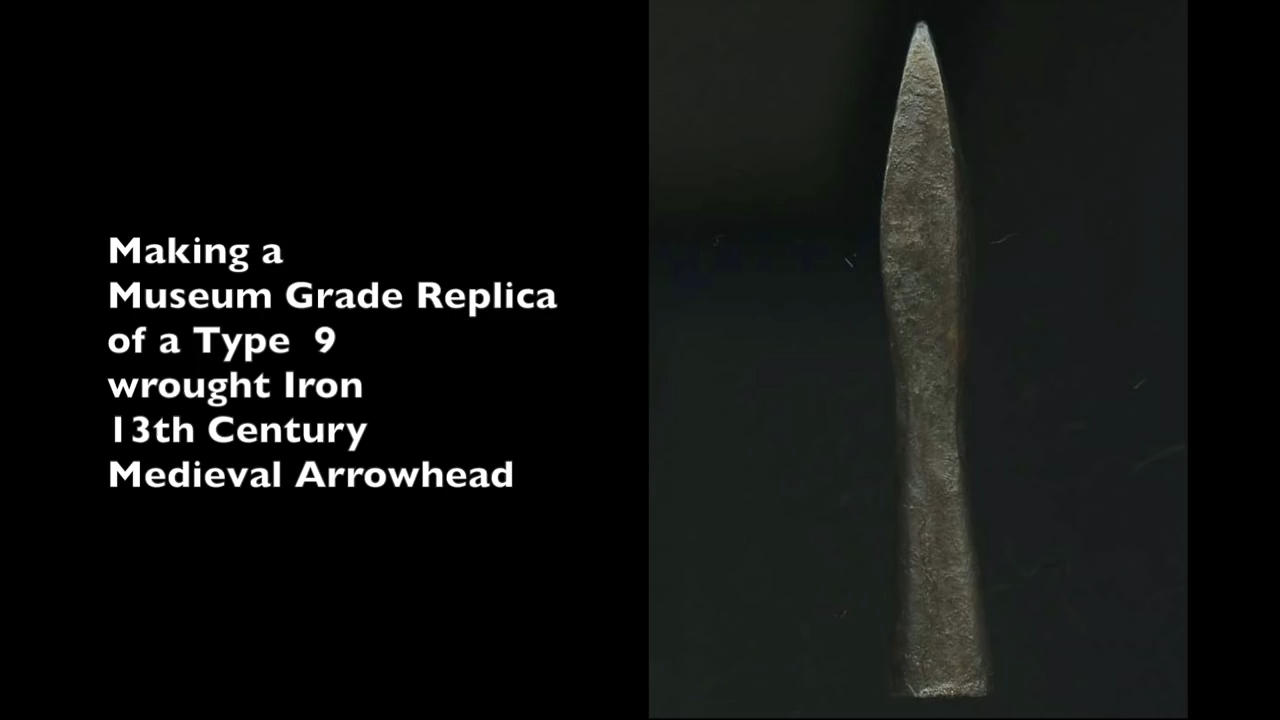 Making a
Museum Grade Replica
of a Type  9
wrought Iron
13th Century
Medieval Arrowhead